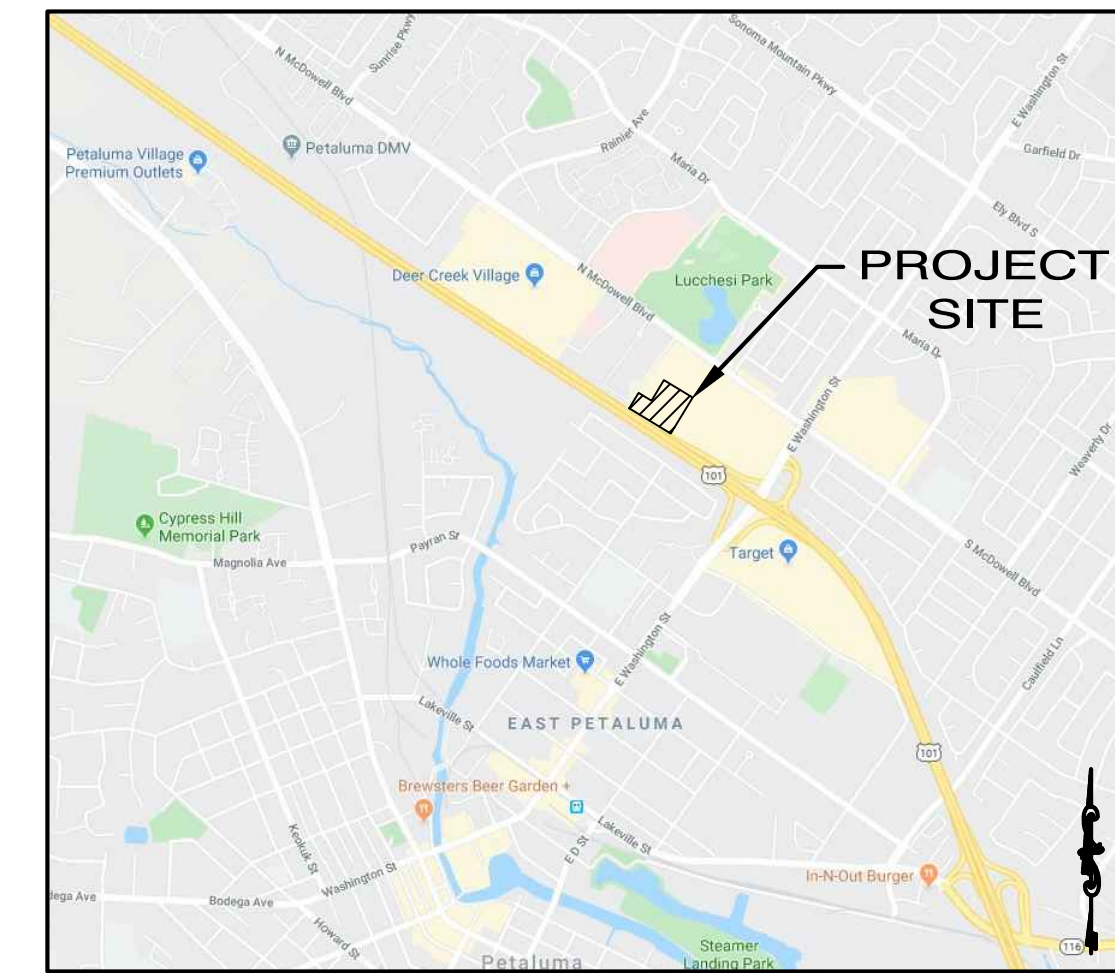 Sonoma Mountain Pkwy
Sunrise Pkwy
N McDowell Blvd
E Washington St
Petaluma DMV
Rainier Ave
Garfield Dr
Petaluma Village
Premium Outlets
Maria Dr
Ely Blvd S
PROJECT
SITE
Deer Creek Village
N McDowell Blvd
Lucchesi Park
Maria Dr
E Washington St
Weaverly Dr
101
Cypress Hill
Memorial Park
Payran St
Magnolia Ave
Target
S McDowell Blvd
E Washington St
Caulfield Ln
Whole Foods Market
Lakeville St
EAST PETALUMA
101
Brewsters Beer Garden +
Keokuk St
Lakeville St
E D St
In-N-Out Burger
Washington St
dega Ave
Bodega Ave
Howard St
Steamer
Landing Park
116
Petaluma